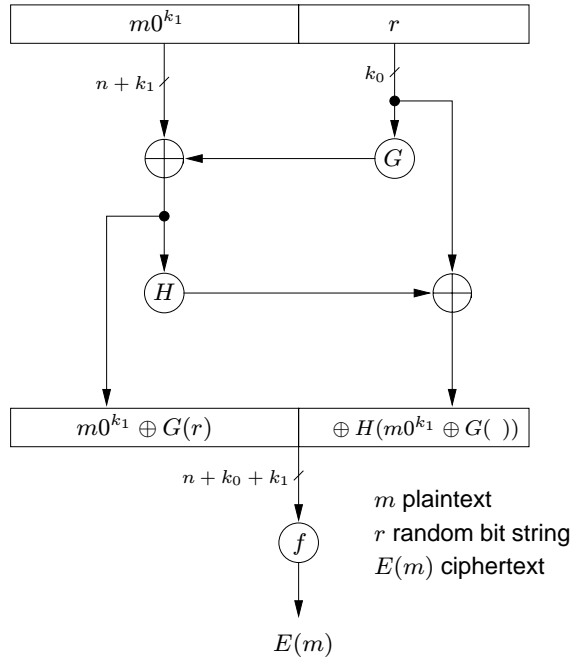 m0^{k_1} r
n + k_1 k_0
G
H
m0^{k_1} ⊕ G(r) ⊕ H(m0^{k_1} ⊕ G( ))
n + k_0 + k_1
m plaintext
r random bit string
f
E(m) ciphertext
E(m)